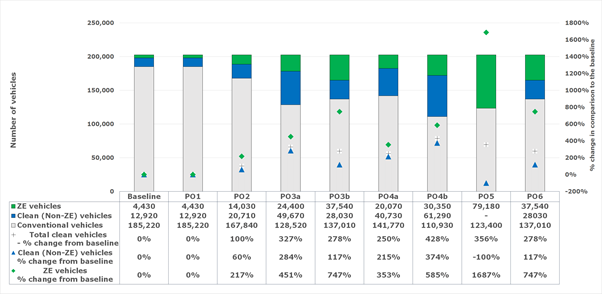 250,000
200,000
150,000
100,000
50,000
0
Number of vehicles
1800%
1600%
1400%
1200%
1000%
800%
600%
400%
200%
0%
-200%
% change in comparison to the baseline
Baseline PO1 PO2 PO3a PO3b PO4a PO4b PO5 PO6
ZE vehicles 4,430 4,430 14,030 24,400 37,540 20,070 30,350 79,180 37,540
Clean (Non-ZE) vehicles 12,920 12,920 20,710 49,670 28,030 40,730 61,290 - 28030
Conventional vehicles 185,220 185,220 167,840 128,520 137,010 141,770 110,930 123,400 137,010
Total clean vehicles
- % change from baseline 0% 0% 100% 327% 278% 250% 428% 356% 278%
Clean (Non-ZE) vehicles
% change from baseline 0% 0% 60% 284% 117% 215% 374% -100% 117%
ZE vehicles
% change from baseline 0% 0% 217% 451% 747% 353% 585% 1687% 747%